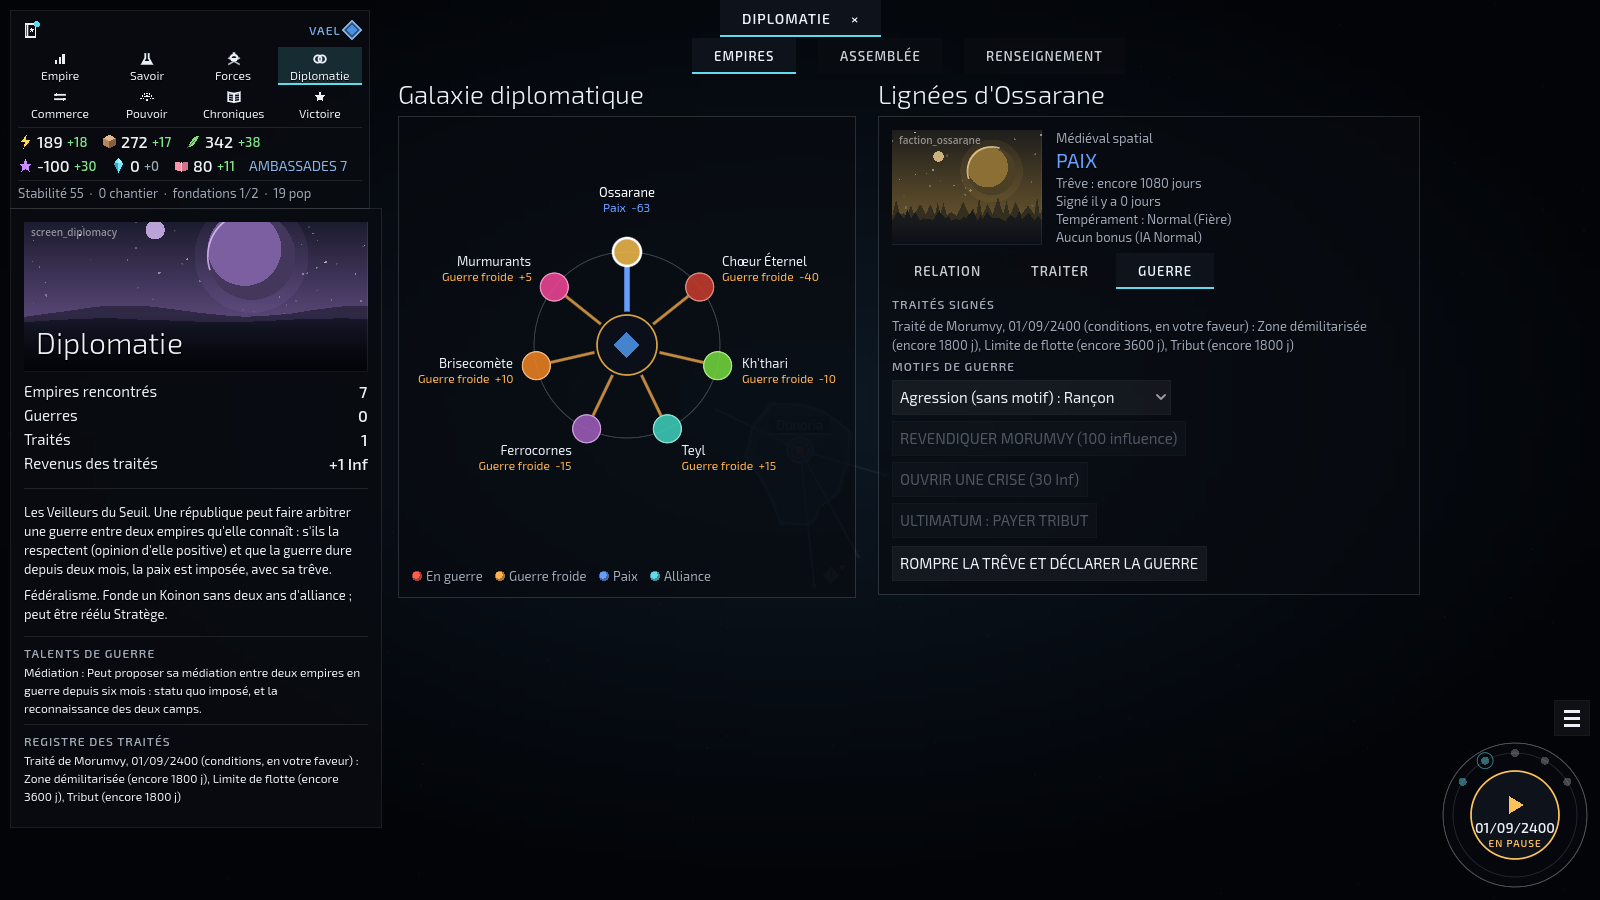 VAEL
Empire
Savoir
Forces
Diplomatie
Commerce
Pouvoir
Chroniques
Victoire
189 +18 272 +17 342 +38
-100 +30 0 +0 80 +11 AMBASSADES 7
Stabilité 55 · 0 chantier · fondations 1/2 · 19 pop
screen_diplomacy
Diplomatie
Empires rencontrés 7
Guerres 0
Traités 1
Revenus des traités +1 Inf
Les Veilleurs du Seuil. Une république peut faire arbitrer
une guerre entre deux empires qu'elle connaît : s'ils la
respectent (opinion d'elle positive) et que la guerre dure
depuis deux mois, la paix est imposée, avec sa trêve.
Fédéralisme. Fonde un Koinon sans deux ans d'alliance ;
peut être réélu Stratège.
TALENTS DE GUERRE
Médiation : Peut proposer sa médiation entre deux empires en
guerre depuis six mois : statu quo imposé, et la
reconnaissance des deux camps.
REGISTRE DES TRAITÉS
Traité de Morumvy, 01/09/2400 (conditions, en votre faveur) :
Zone démilitarisée (encore 1800 j), Limite de flotte (encore
3600 j), Tribut (encore 1800 j)
DIPLOMATIE ×
EMPIRES
ASSEMBLÉE
RENSEIGNEMENT
Galaxie diplomatique
Ossarane
Paix -63
Murmurants
Guerre froide +5
Chœur Éternel
Guerre froide -40
Brisecomète
Guerre froide +10
Kh'thari
Guerre froide -10
Ferrocornes
Guerre froide -15
Teyl
Guerre froide +15
En guerre
Guerre froide
Paix
Alliance
Lignées d'Ossarane
faction_ossarane
Médiéval spatial
PAIX
Trêve : encore 1080 jours
Signé il y a 0 jours
Tempérament : Normal (Fière)
Aucun bonus (IA Normal)
RELATION
TRAITER
GUERRE
TRAITÉS SIGNÉS
Traité de Morumvy, 01/09/2400 (conditions, en votre faveur) : Zone démilitarisée
(encore 1800 j), Limite de flotte (encore 3600 j), Tribut (encore 1800 j)
MOTIFS DE GUERRE
Agression (sans motif) : Rançon
REVENDIQUER MORUMVY (100 influence)
OUVRIR UNE CRISE (30 Inf)
ULTIMATUM : PAYER TRIBUT
ROMPRE LA TRÊVE ET DÉCLARER LA GUERRE
01/09/2400
EN PAUSE